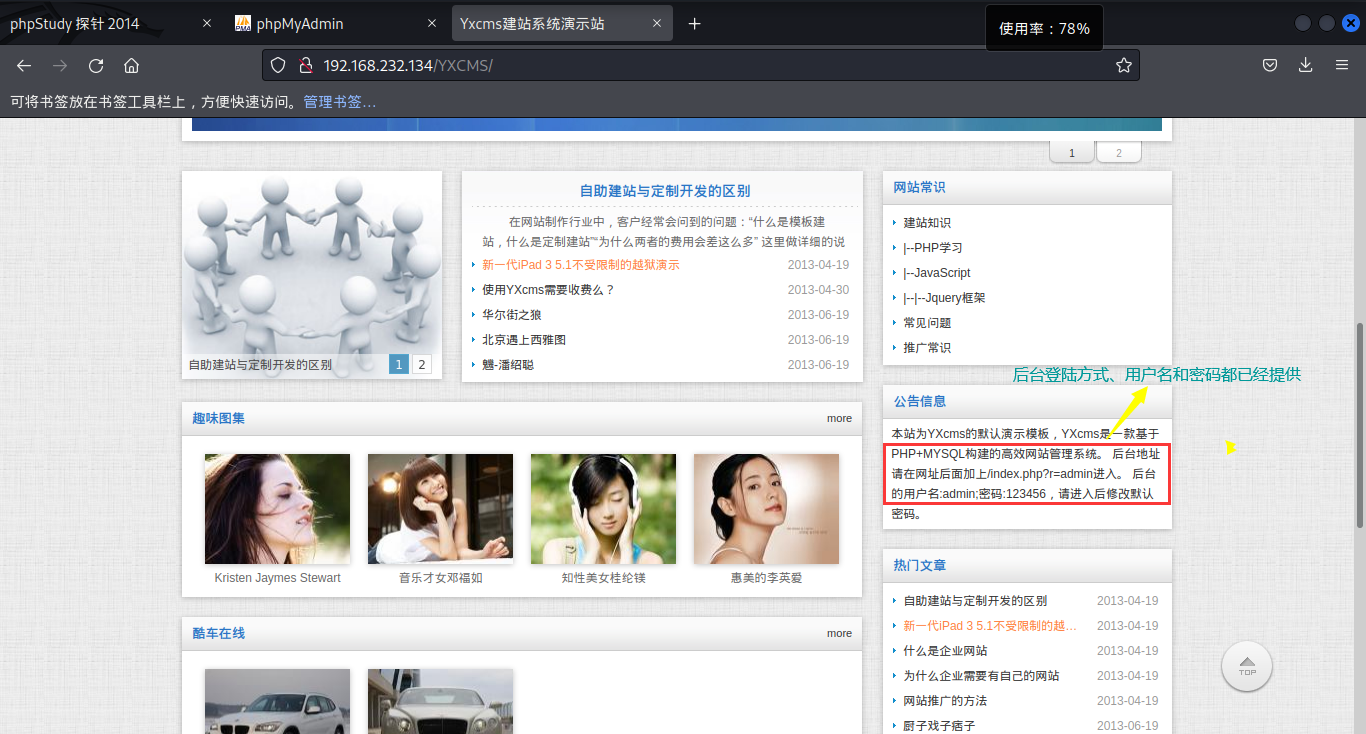 phpStudy 探针 2014
phpMyAdmin
Yxcms建站系统演示站
使用率：78%
192.168.232.134/YXCMS/
可将书签放在书签工具栏上，方便快速访问。管理书签…
1 2
自助建站与定制开发的区别
1 2
自助建站与定制开发的区别
在网站制作行业中，客户经常会问到的问题：“什么是模板建
站，什么是定制建站”“为什么两者的费用会差这么多” 这里做详细的说
新一代iPad 3 5.1不受限制的越狱演示 2013-04-19
使用YXcms需要收费么？ 2013-04-30
华尔街之狼 2013-06-19
北京遇上西雅图 2013-06-19
魍-潘绍聪 2013-06-19
网站常识
建站知识
|--PHP学习
|--JavaScript
|--|--Jquery框架
常见问题
推广常识
后台登陆方式、用户名和密码都已经提供
公告信息
本站为YXcms的默认演示模板，YXcms是一款基于
PHP+MYSQL构建的高效网站管理系统。 后台地址
请在网址后面加上/index.php?r=admin进入。 后台
的用户名:admin;密码:123456，请进入后修改默认
密码。
趣味图集 more
Kristen Jaymes Stewart
音乐才女邓福如
知性美女桂纶镁
惠美的李英爱
热门文章
自助建站与定制开发的区别 2013-04-19
新一代iPad 3 5.1不受限制的越… 2013-04-19
什么是企业网站 2013-04-19
为什么企业需要有自己的网站 2013-04-19
网站推广的方法 2013-04-19
厨子戏子痞子 2013-06-19
酷车在线 more
TOP